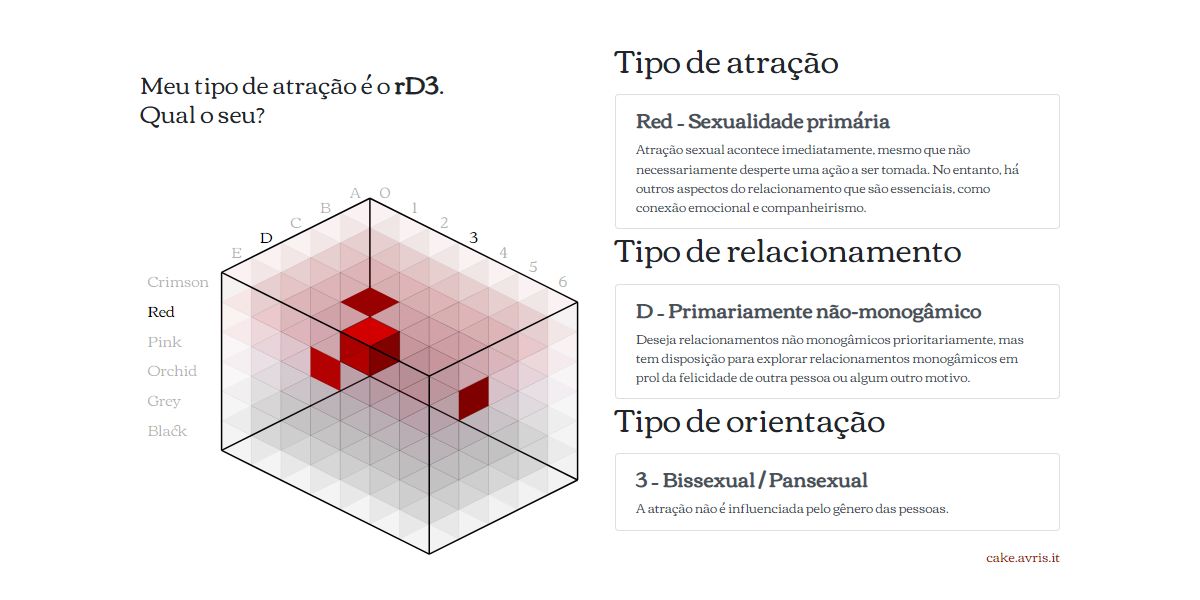 Meu tipo de atração é o rD3.
Qual o seu?
A O
B 1
C 2
D 3
E 4
5
6
Crimson
Red
Pink
Orchid
Grey
Black
Tipo de atração
Red - Sexualidade primária
Atração sexual acontece imediatamente, mesmo que não
necessariamente desperte uma ação a ser tomada. No entanto, há
outros aspectos do relacionamento que são essenciais, como
conexão emocional e companheirismo.
Tipo de relacionamento
D - Primariamente não-monogâmico
Deseja relacionamentos não monogâmicos prioritariamente, mas
tem disposição para explorar relacionamentos monogâmicos em
prol da felicidade de outra pessoa ou algum outro motivo.
Tipo de orientação
3 - Bissexual / Pansexual
A atração não é influenciada pelo gênero das pessoas.
cake.avris.it